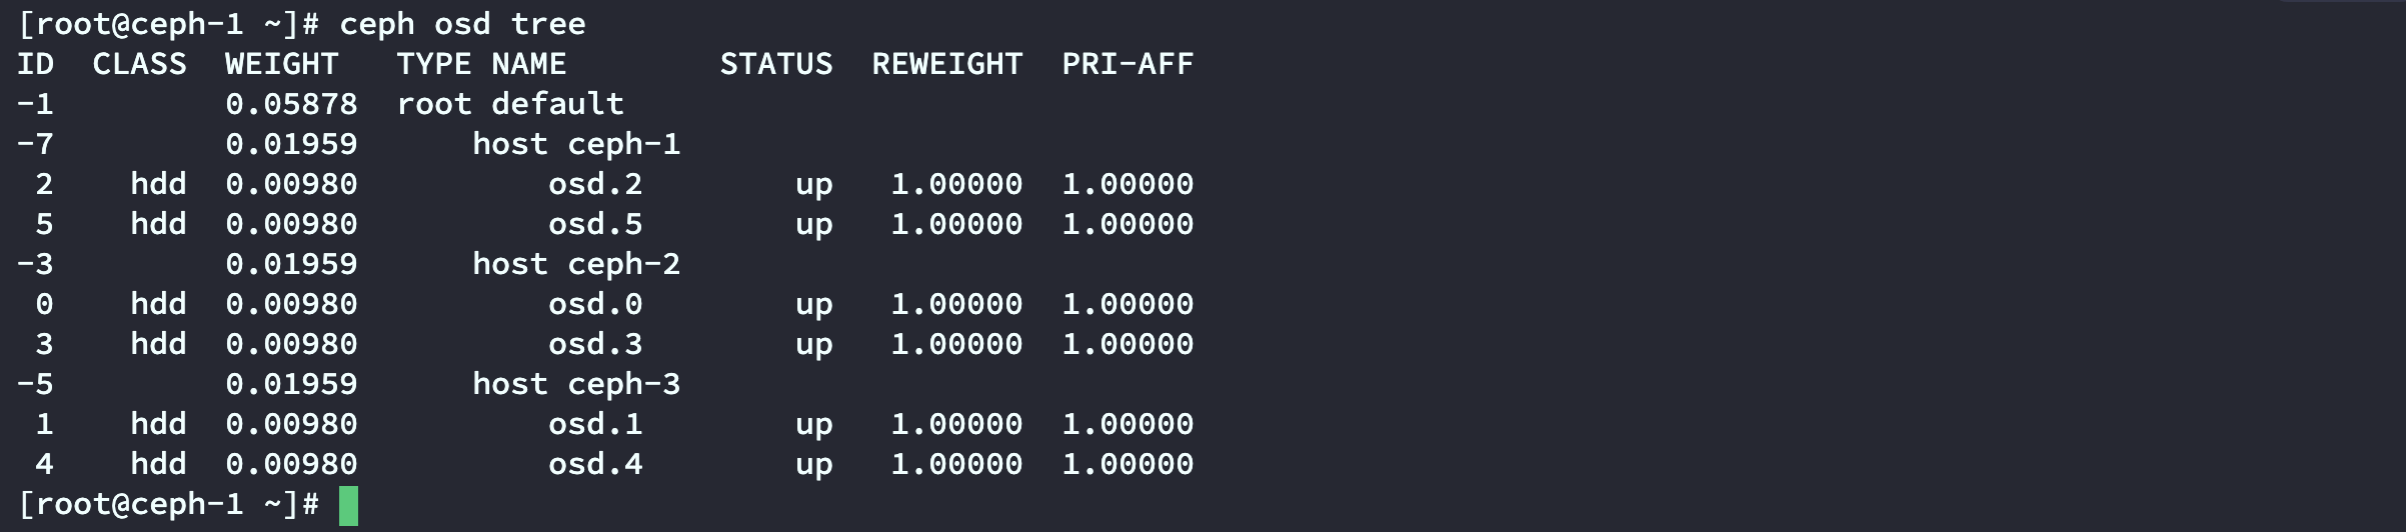 [root@ceph-1 ~]# ceph osd tree
ID  CLASS  WEIGHT   TYPE NAME        STATUS  REWEIGHT  PRI-AFF
-1         0.05878  root default
-7         0.01959      host ceph-1
 2    hdd  0.00980          osd.2        up   1.00000  1.00000
 5    hdd  0.00980          osd.5        up   1.00000  1.00000
-3         0.01959      host ceph-2
 0    hdd  0.00980          osd.0        up   1.00000  1.00000
 3    hdd  0.00980          osd.3        up   1.00000  1.00000
-5         0.01959      host ceph-3
 1    hdd  0.00980          osd.1        up   1.00000  1.00000
 4    hdd  0.00980          osd.4        up   1.00000  1.00000
[root@ceph-1 ~]#